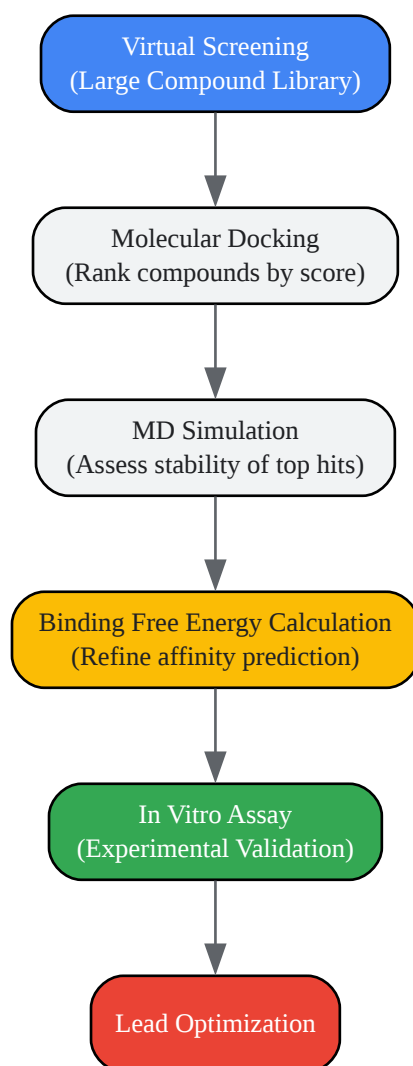 Virtual Screening
(Large Compound Library)
Molecular Docking
(Rank compounds by score)
MD Simulation
(Assess stability of top hits)
Binding Free Energy Calculation
(Refine affinity prediction)
In Vitro Assay
(Experimental Validation)
Lead Optimization